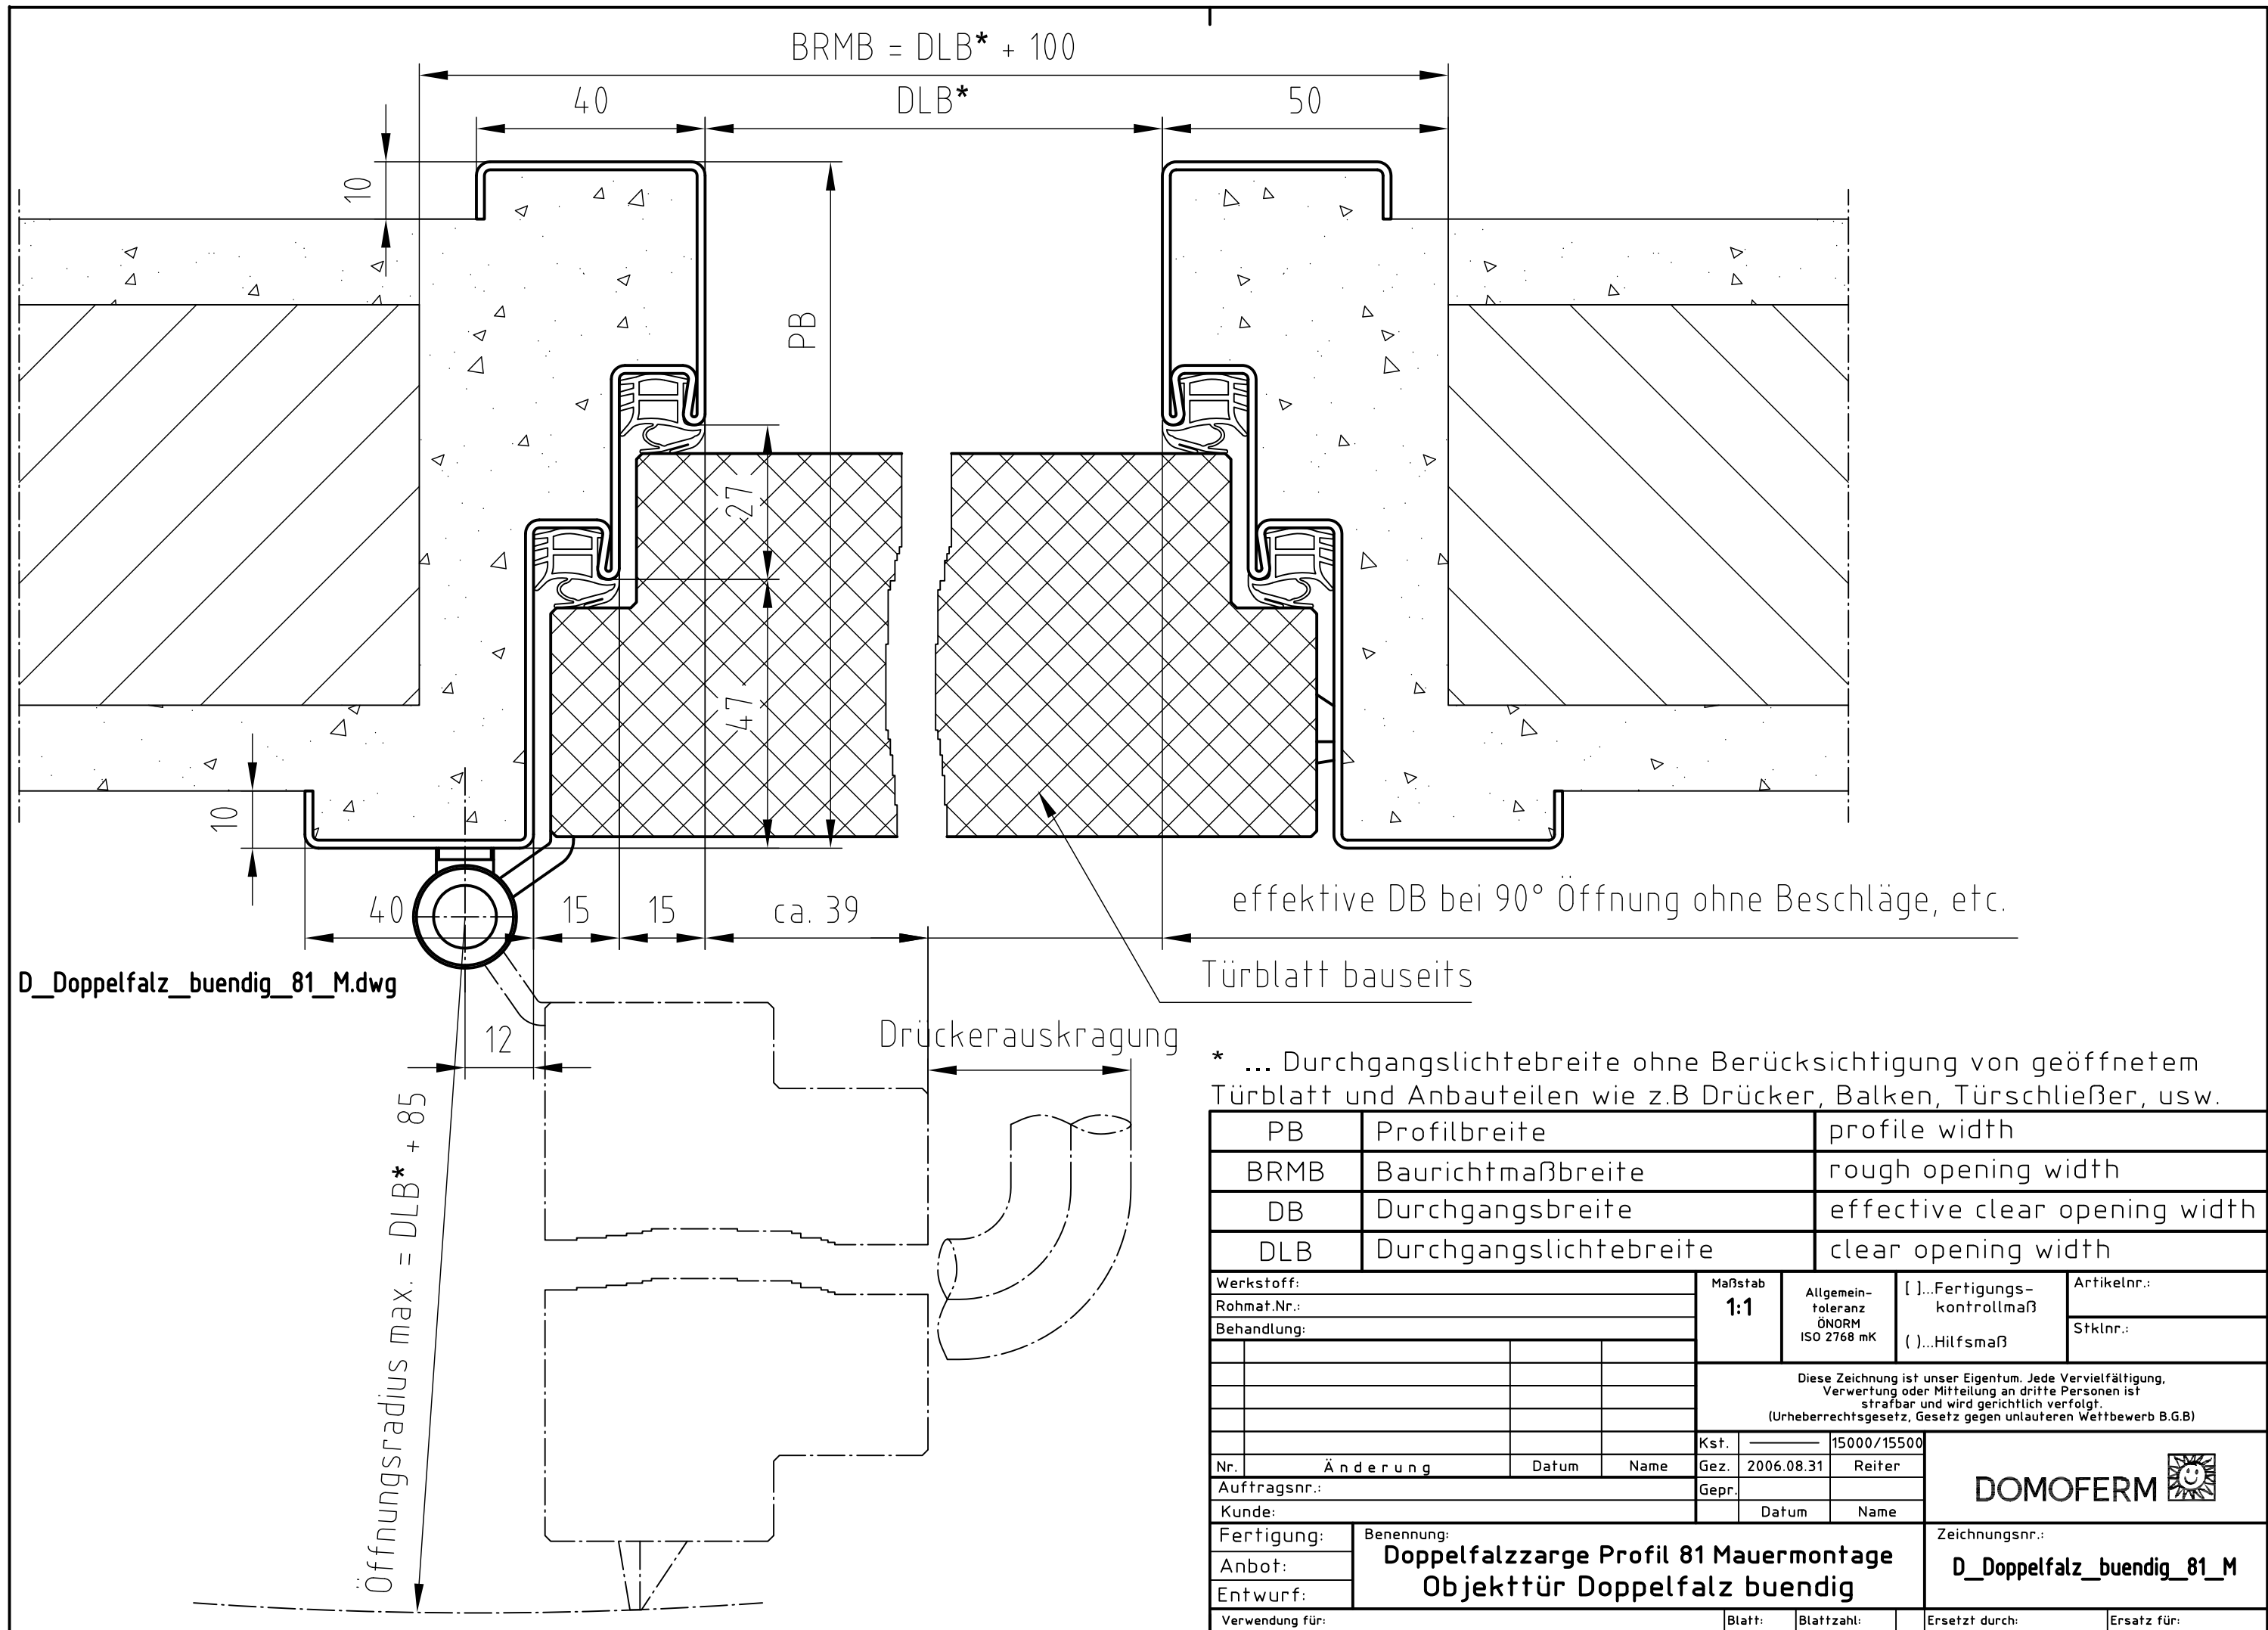 BRMB = DLB* + 100
40
DLB*
50
10
PB
27
47
10
40
15
15
ca. 39
effektive DB bei 90° Öffnung ohne Beschläge, etc.
D_Doppelfalz_buendig_81_M.dwg
Türblatt bauseits
12
Drückerauskragung
Öffnungsradius max. = DLB* + 85
* ... Durchgangslichtebreite ohne Berücksichtigung von geöffnetem
Türblatt und Anbauteilen wie z.B Drücker, Balken, Türschließer, usw.
PB Profilbreite profile width
BRMB Baurichtmaßbreite rough opening width
DB Durchgangsbreite effective clear opening width
DLB Durchgangslichtebreite clear opening width
Werkstoff:
Rohmat.Nr.:
Behandlung:
Maßstab
1:1
Allgemein-
toleranz
ÖNORM
ISO 2768 mK
[ ]...Fertigungs-
kontrollmaß
( )...Hilfsmaß
Artikelnr.:
Stklnr.:
Diese Zeichnung ist unser Eigentum. Jede Vervielfältigung,
Verwertung oder Mitteilung an dritte Personen ist
strafbar und wird gerichtlich verfolgt.
(Urheberrechtsgesetz, Gesetz gegen unlauteren Wettbewerb B.G.B)
Kst. 15000/15500
Nr. Änderung Datum Name Gez. 2006.08.31 Reiter
Auftragsnr.: Gepr.
Kunde: Datum Name
DOMOFERM
Fertigung:
Anbot:
Entwurf:
Benennung:
Doppelfalzzarge Profil 81 Mauermontage
Objekttür Doppelfalz buendig
Zeichnungsnr.:
D_Doppelfalz_buendig_81_M
Verwendung für: Blatt: Blattzahl: Ersetzt durch: Ersatz für: